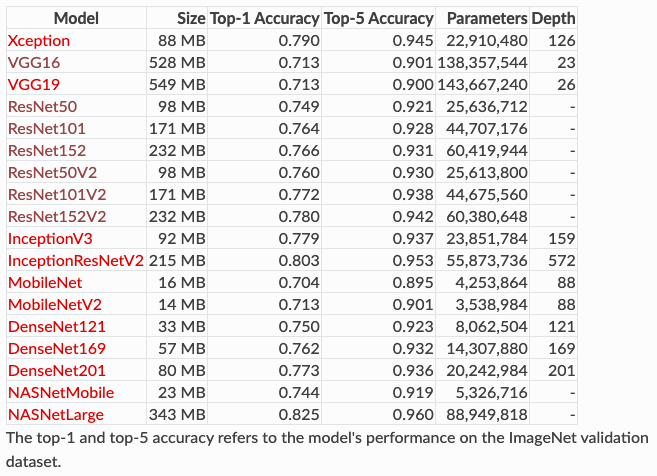 Model Size Top-1 Accuracy Top-5 Accuracy Parameters Depth
Xception 88 MB 0.790 0.945 22,910,480 126
VGG16 528 MB 0.713 0.901 138,357,544 23
VGG19 549 MB 0.713 0.900 143,667,240 26
ResNet50 98 MB 0.749 0.921 25,636,712 -
ResNet101 171 MB 0.764 0.928 44,707,176 -
ResNet152 232 MB 0.766 0.931 60,419,944 -
ResNet50V2 98 MB 0.760 0.930 25,613,800 -
ResNet101V2 171 MB 0.772 0.938 44,675,560 -
ResNet152V2 232 MB 0.780 0.942 60,380,648 -
InceptionV3 92 MB 0.779 0.937 23,851,784 159
InceptionResNetV2 215 MB 0.803 0.953 55,873,736 572
MobileNet 16 MB 0.704 0.895 4,253,864 88
MobileNetV2 14 MB 0.713 0.901 3,538,984 88
DenseNet121 33 MB 0.750 0.923 8,062,504 121
DenseNet169 57 MB 0.762 0.932 14,307,880 169
DenseNet201 80 MB 0.773 0.936 20,242,984 201
NASNetMobile 23 MB 0.744 0.919 5,326,716 -
NASNetLarge 343 MB 0.825 0.960 88,949,818 -
The top-1 and top-5 accuracy refers to the model's performance on the ImageNet validation
dataset.